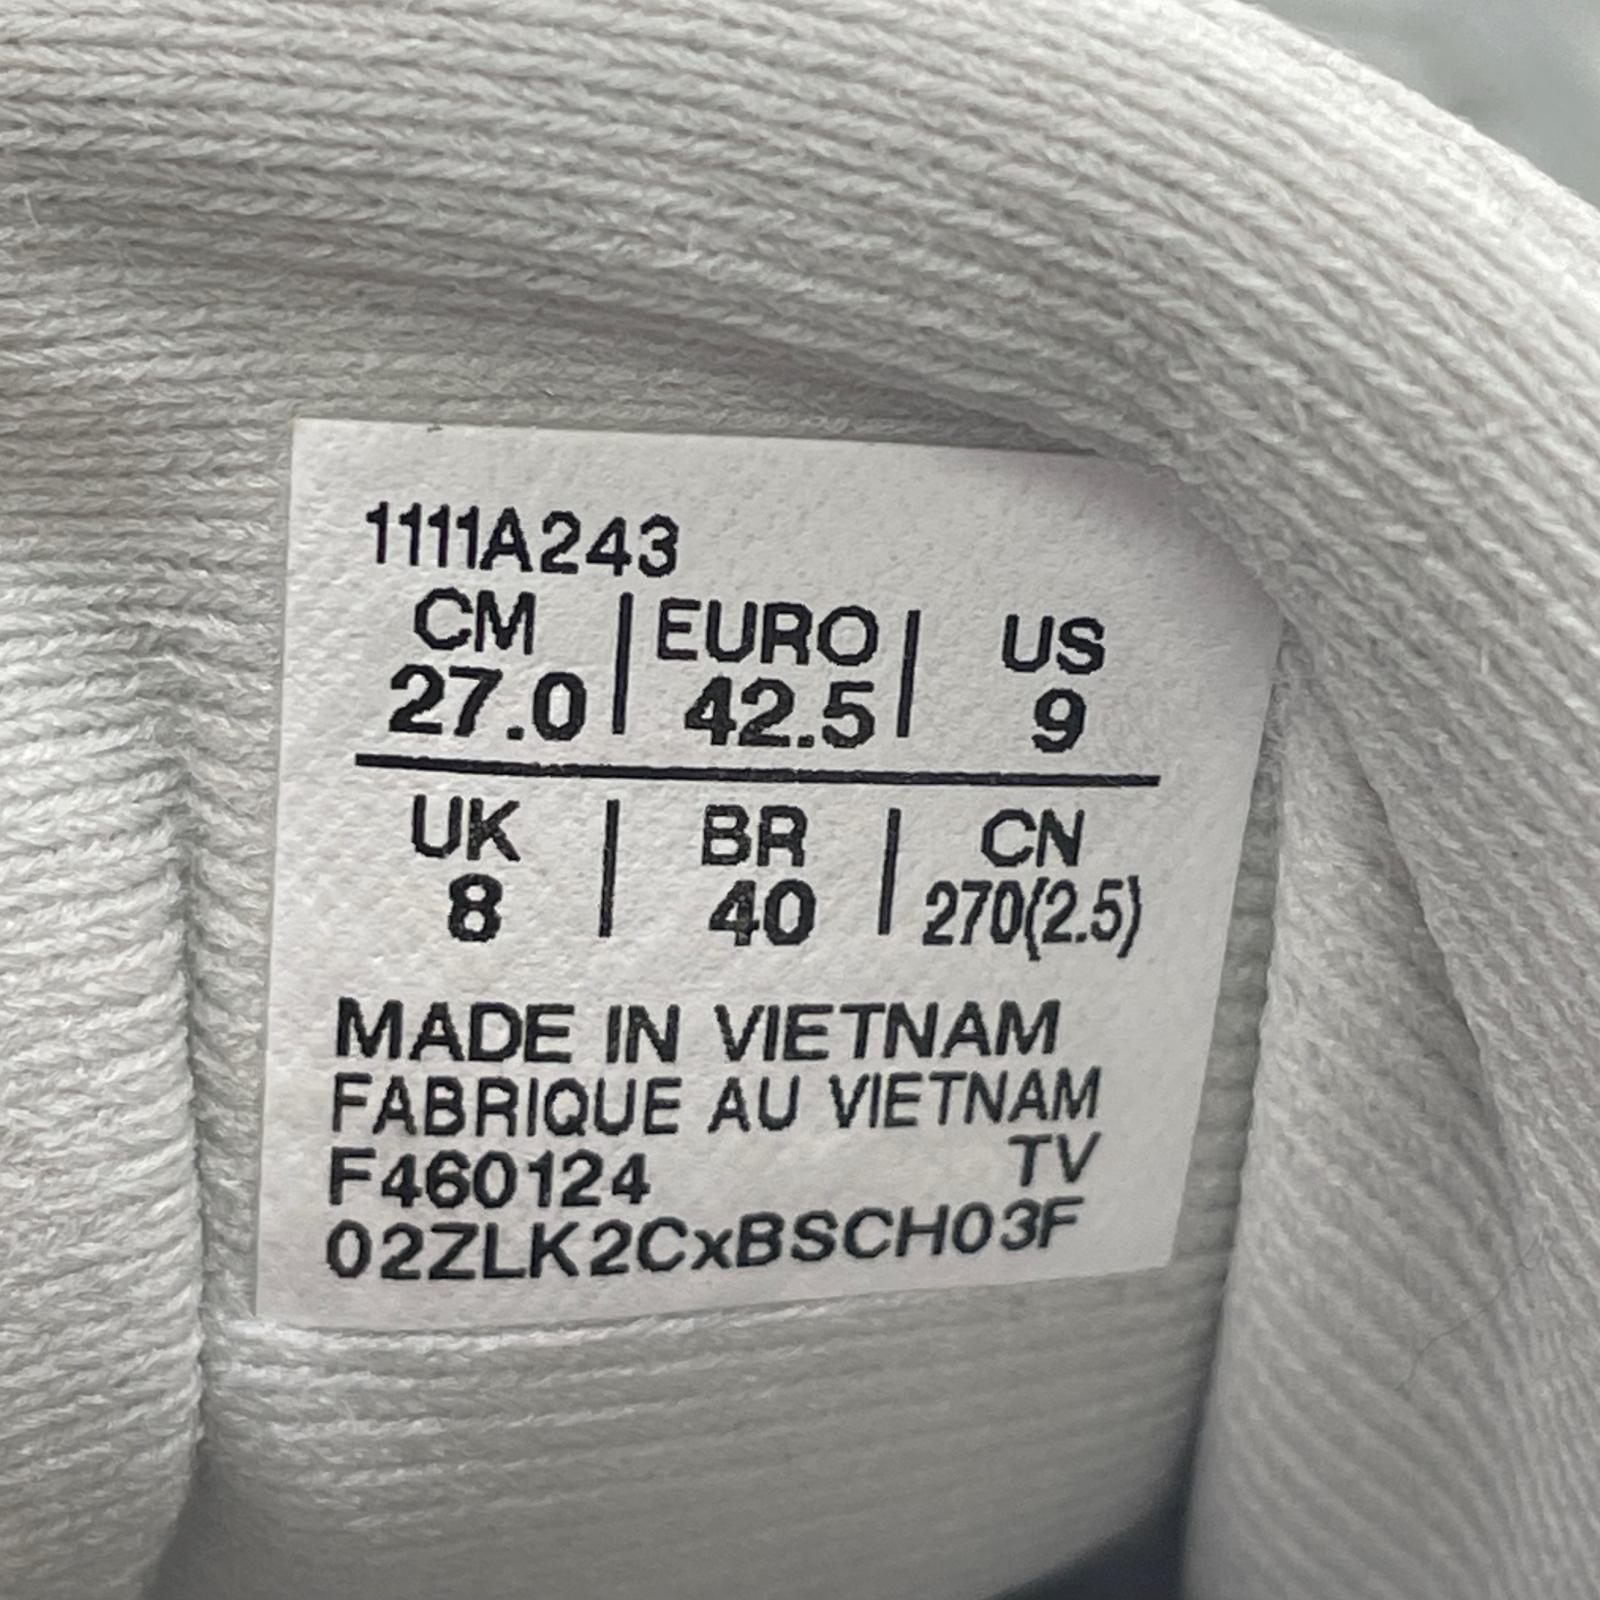 1111A243
CM | EURO | US
27.0 | 42.5 | 9
UK | BR | CN
8 | 40 | 270(2.5)
MADE IN VIETNAM
FABRIQUE AU VIETNAM
F460124 TV
02ZLK2CxBSCH03F